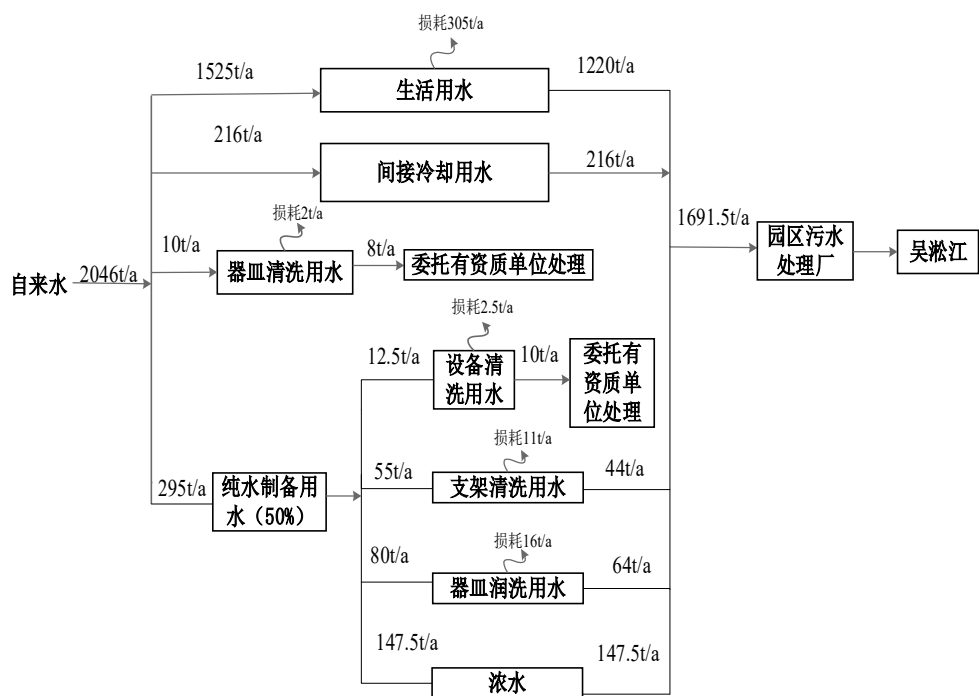 损耗305t/a
1525t/a
生活用水
1220t/a
216t/a
间接冷却用水
216t/a
损耗2t/a
10t/a
器皿清洗用水
8t/a
委托有资质单位处理
1691.5t/a
园区污水
处理厂
吴淞江
自来水
2046t/a
损耗2.5t/a
12.5t/a
设备清
洗用水
10t/a
委托有
资质单
位处理
损耗11t/a
295t/a
纯水制备用
水（50%）
55t/a
支架清洗用水
44t/a
损耗16t/a
80t/a
器皿润洗用水
64t/a
147.5t/a
浓水
147.5t/a